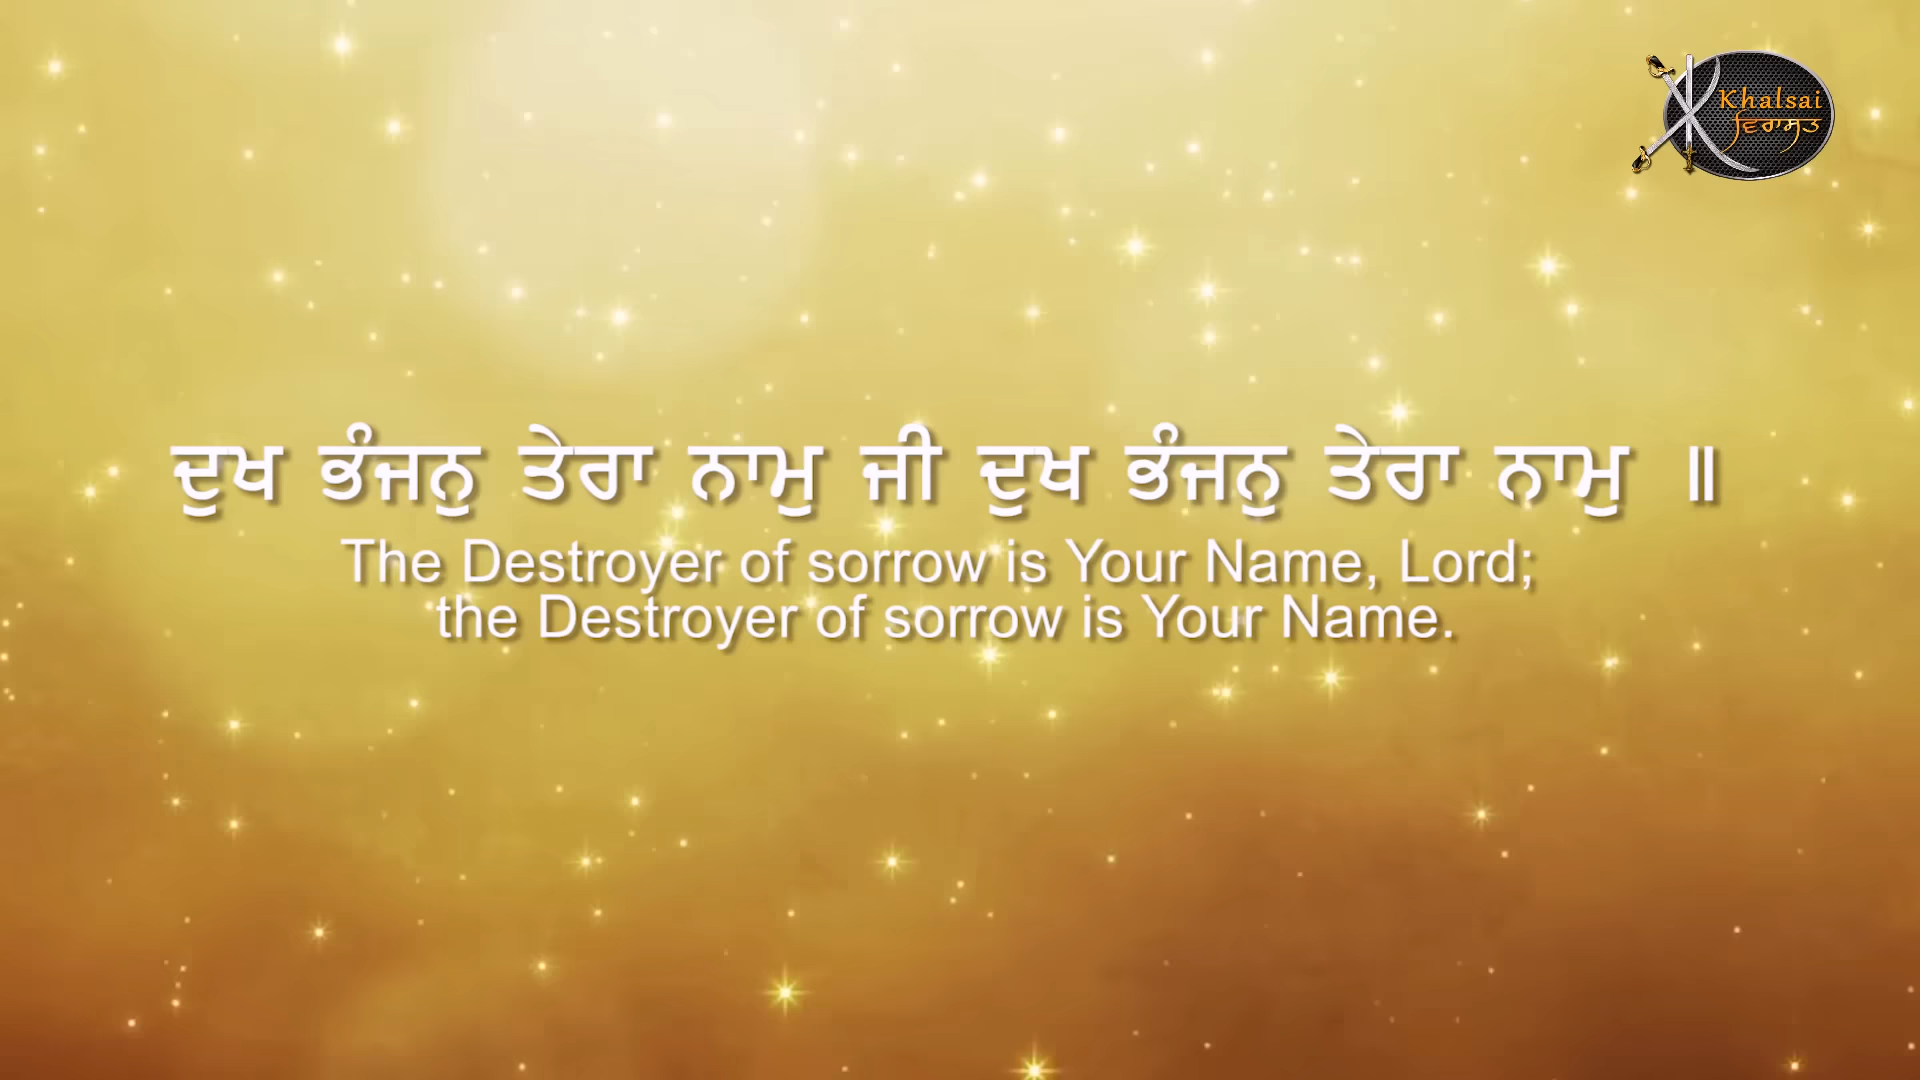 Khalsai
ਵਿਰਾਸਤ
ਦੁਖ ਭੰਜਨੁ ਤੇਰਾ ਨਾਮੁ ਜੀ ਦੁਖ ਭੰਜਨੁ ਤੇਰਾ ਨਾਮੁ ॥
The Destroyer of sorrow is Your Name, Lord;
the Destroyer of sorrow is Your Name.